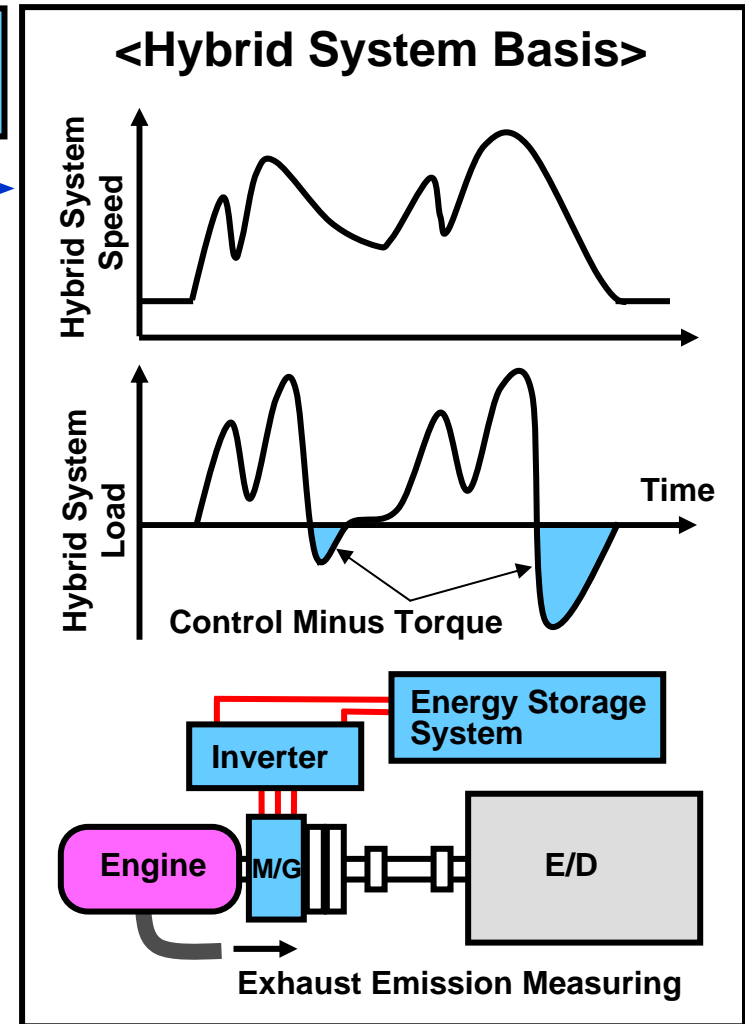 <Hybrid System Basis>
Hybrid System
Speed
Hybrid System
Load
Time
Control Minus Torque
Energy Storage
System
Inverter
Engine
M/G
E/D
Exhaust Emission Measuring